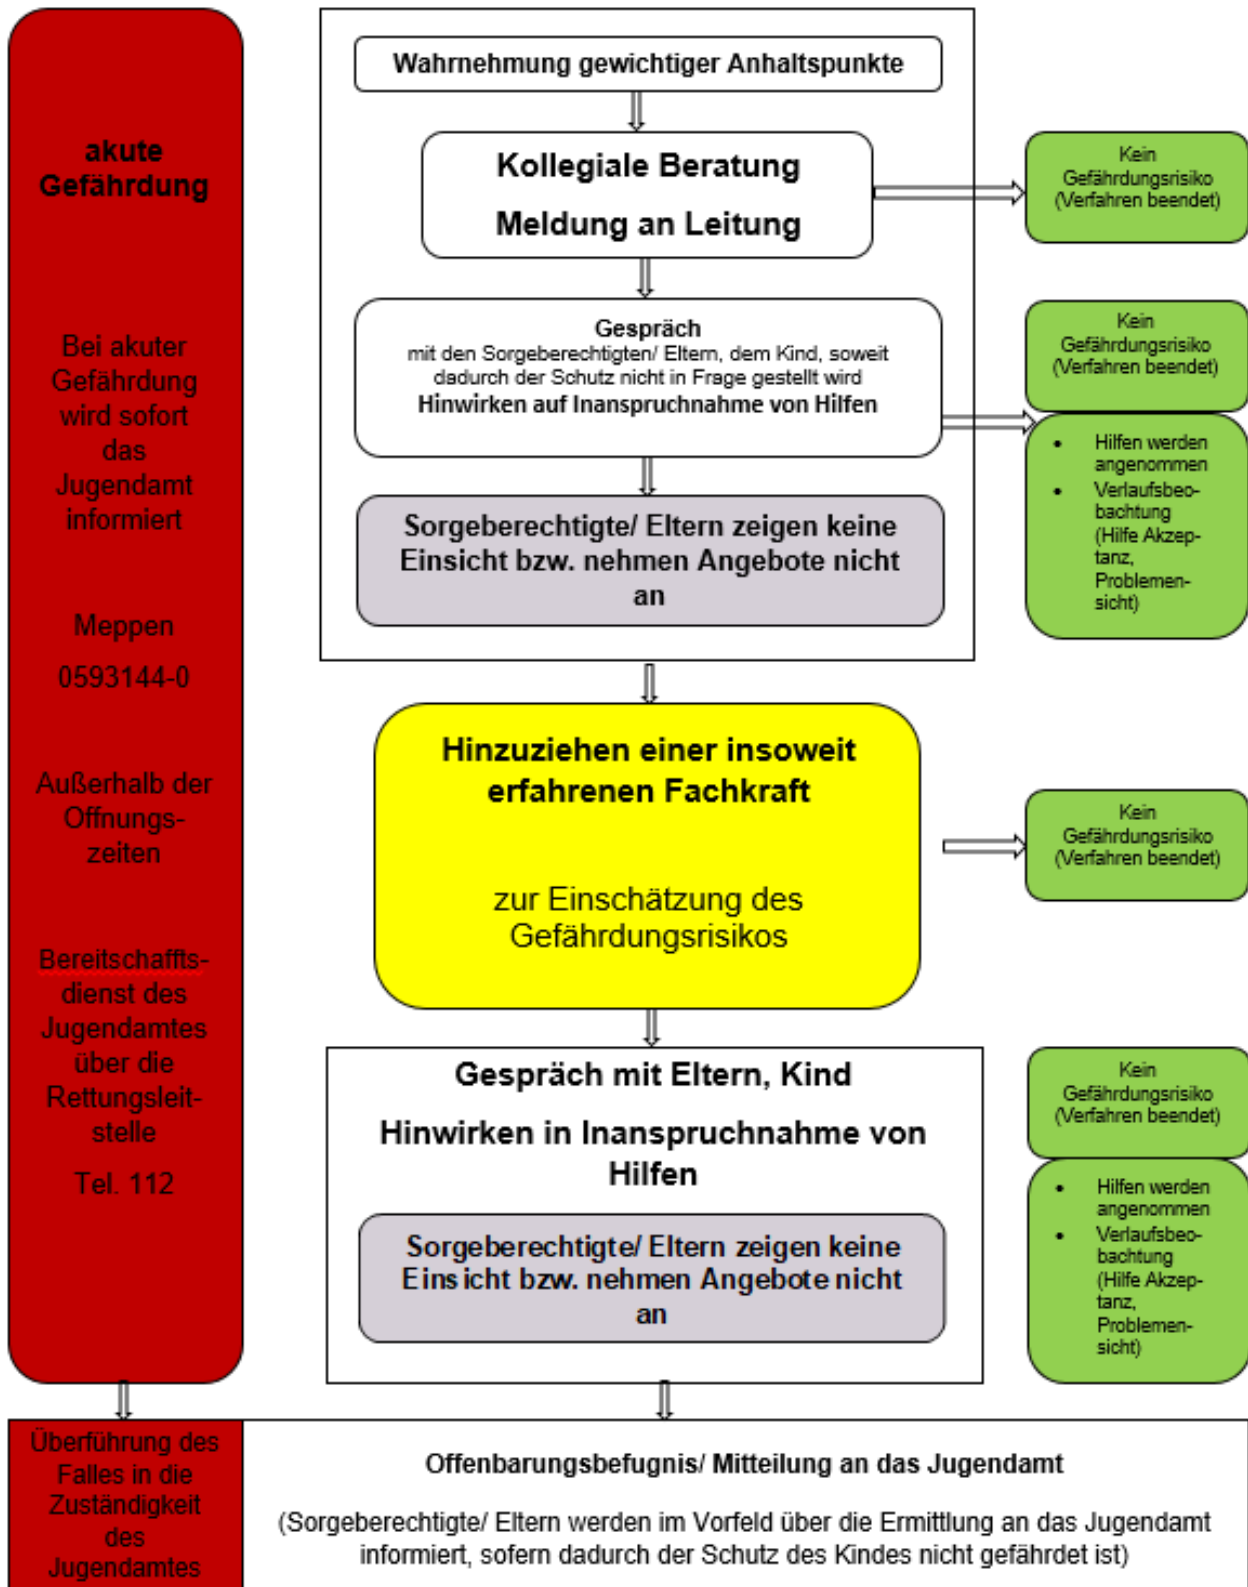 akute
Gefährdung
Bei akuter
Gefährdung
wird sofort
das
Jugendamt
informiert
Meppen
0593144-0
Außerhalb der
Offnungs-
zeiten
Bereitschaffts-
dienst des
Jugendamtes
über die
Rettungsleit-
stelle
Tel. 112
Überführung des
Falles in die
Zuständigkeit
des
Jugendamtes
Wahrnehmung gewichtiger Anhaltspunkte
Kollegiale Beratung
Meldung an Leitung
Kein
Gefährdungsrisiko
(Verfahren beendet)
Gespräch
mit den Sorgeberechtigten/ Eltern, dem Kind, soweit
dadurch der Schutz nicht in Frage gestellt wird
Hinwirken auf Inanspruchnahme von Hilfen
Kein
Gefährdungsrisiko
(Verfahren beendet)
• Hilfen werden
angenommen
• Verlaufsbeo-
bachtung
(Hilfe Akzep-
tanz,
Problemen-
sicht)
Sorgeberechtigte/ Eltern zeigen keine
Einsicht bzw. nehmen Angebote nicht
an
Hinzuziehen einer insoweit
erfahrenen Fachkraft
zur Einschätzung des
Gefährdungsrisikos
Kein
Gefährdungsrisiko
(Verfahren beendet)
Gespräch mit Eltern, Kind
Hinwirken in Inanspruchnahme von
Hilfen
Kein
Gefährdungsrisiko
(Verfahren beendet)
• Hilfen werden
angenommen
• Verlaufsbeo-
bachtung
(Hilfe Akzep-
tanz,
Problemen-
sicht)
Sorgeberechtigte/ Eltern zeigen keine
Einsicht bzw. nehmen Angebote nicht
an
Offenbarungsbefugnis/ Mitteilung an das Jugendamt
(Sorgeberechtigte/ Eltern werden im Vorfeld über die Ermittlung an das Jugendamt
informiert, sofern dadurch der Schutz des Kindes nicht gefährdet ist)